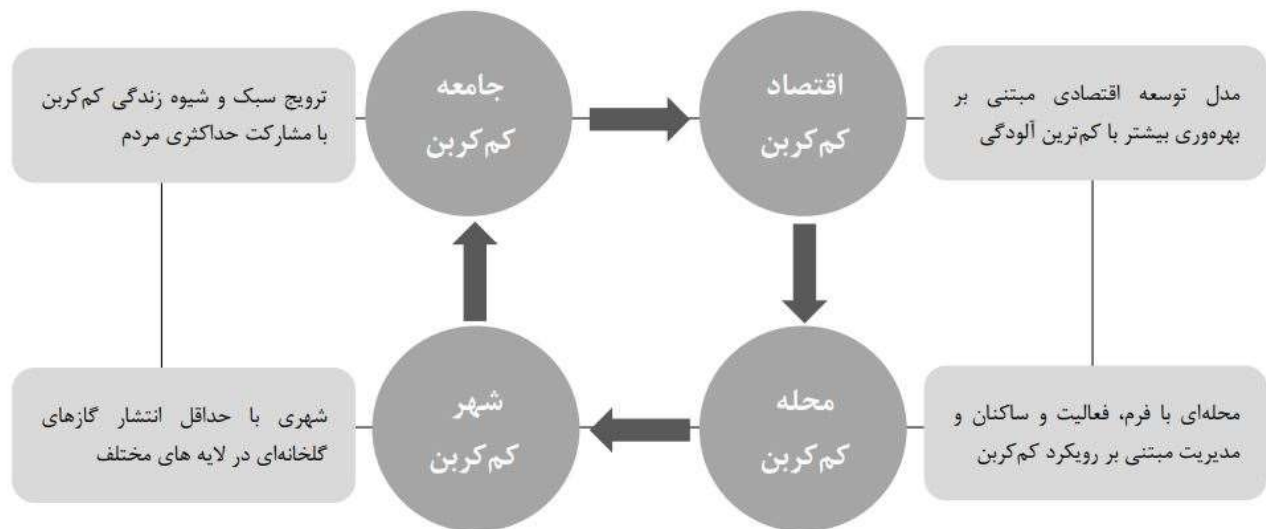 اقتصاد
کم‌کربن
مدل توسعه اقتصادی مبتنی بر
بهره‌وری بیشتر با کم‌ترین آلودگی
جامعه
کم‌کربن
ترویج سبک و شیوه زندگی کم‌کربن
با مشارکت حداکثری مردم
محله
کم‌کربن
محله‌ای با فرم، فعالیت و ساکنان و
مدیریت مبتنی بر رویکرد کم‌کربن
شهر
کم‌کربن
شهری با حداقل انتشار گازهای
گلخانه‌ای در لایه های مختلف